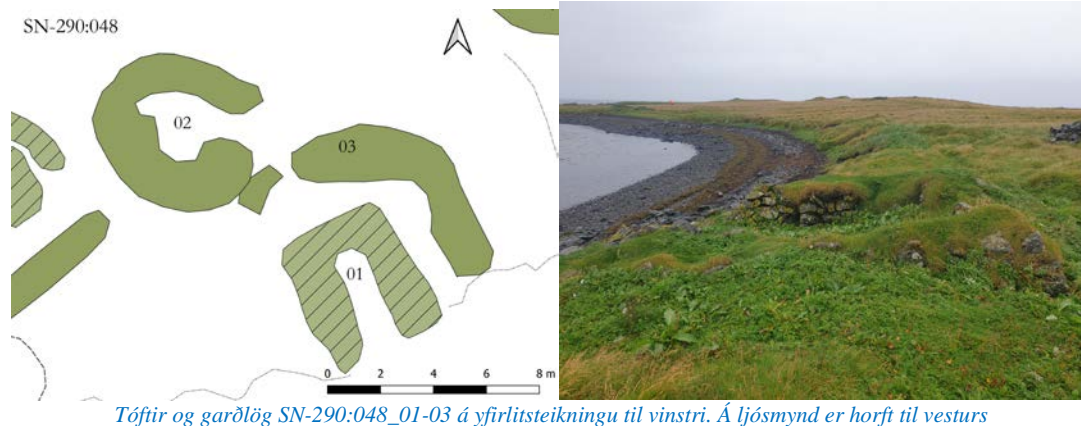 SN-290:048
02
03
01
0 2 4 6 8 m
Tóftir og garðlög SN-290:048_01-03 á yfirlitsteikningu til vinstri. Á ljósmynd er horft til vesturs